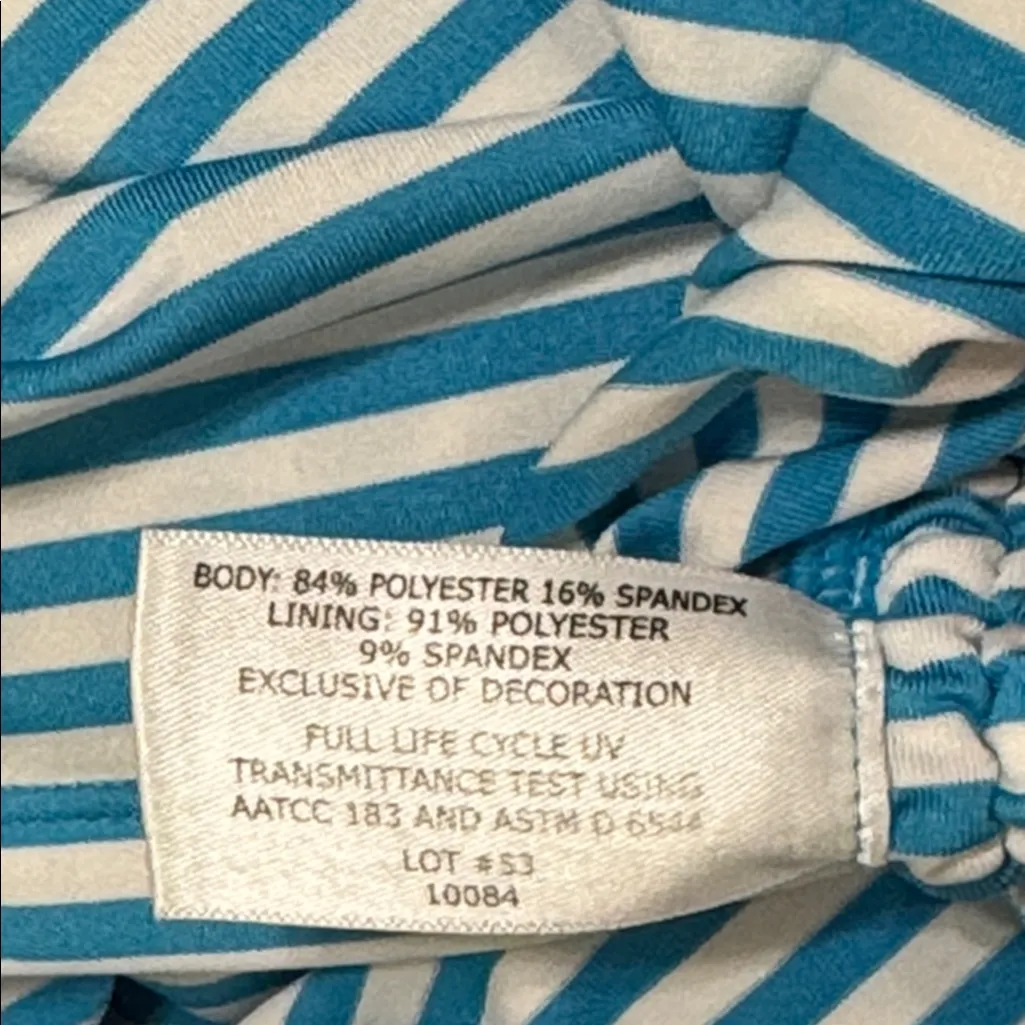 BODY: 84% POLYESTER 16% SPANDEX
LINING: 91% POLYESTER
9% SPANDEX
EXCLUSIVE OF DECORATION
FULL LIFE CYCLE UV
TRANSMITTANCE TEST USING
AATCC 183 AND ASTM D 6544
LOT #53
10084